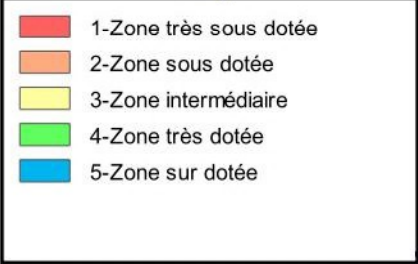 1-Zone très sous dotée
2-Zone sous dotée
3-Zone intermédiaire
4-Zone très dotée
5-Zone sur dotée